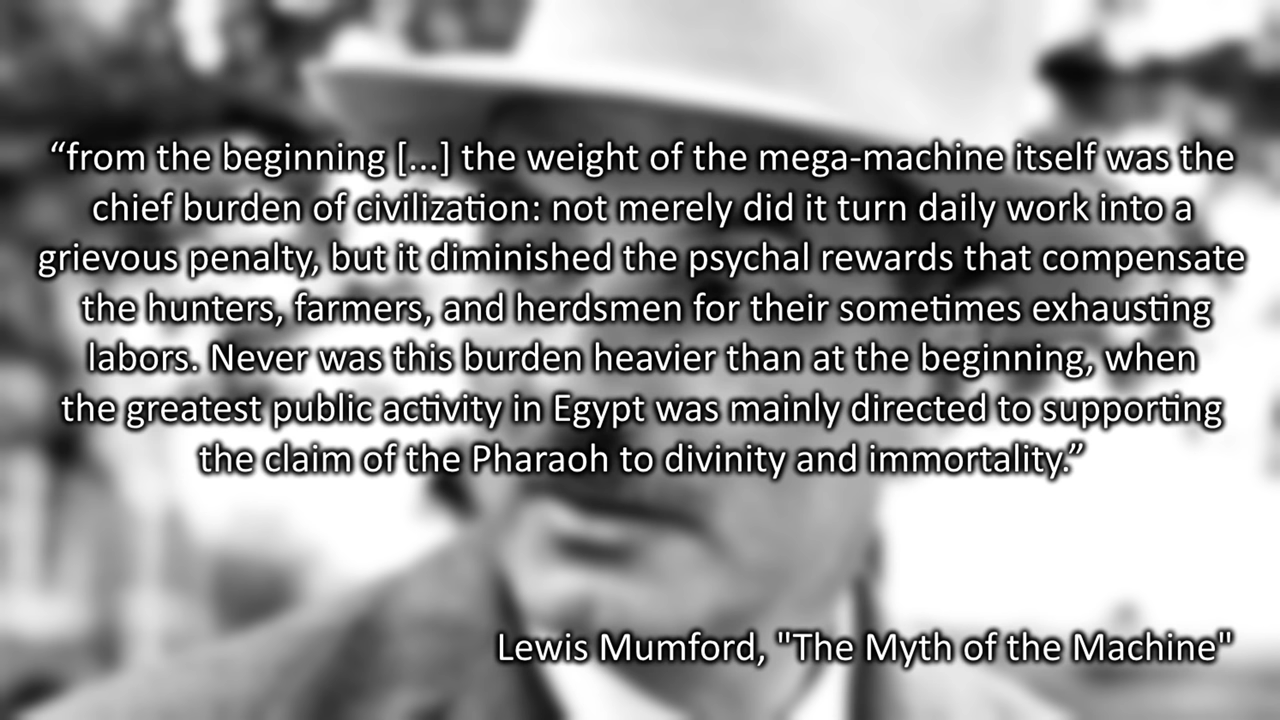 “from the beginning [...] the weight of the mega-machine itself was the
chief burden of civilization: not merely did it turn daily work into a
grievous penalty, but it diminished the psychal rewards that compensate
the hunters, farmers, and herdsmen for their sometimes exhausting
labors. Never was this burden heavier than at the beginning, when
the greatest public activity in Egypt was mainly directed to supporting
the claim of the Pharaoh to divinity and immortality.”
Lewis Mumford, "The Myth of the Machine"